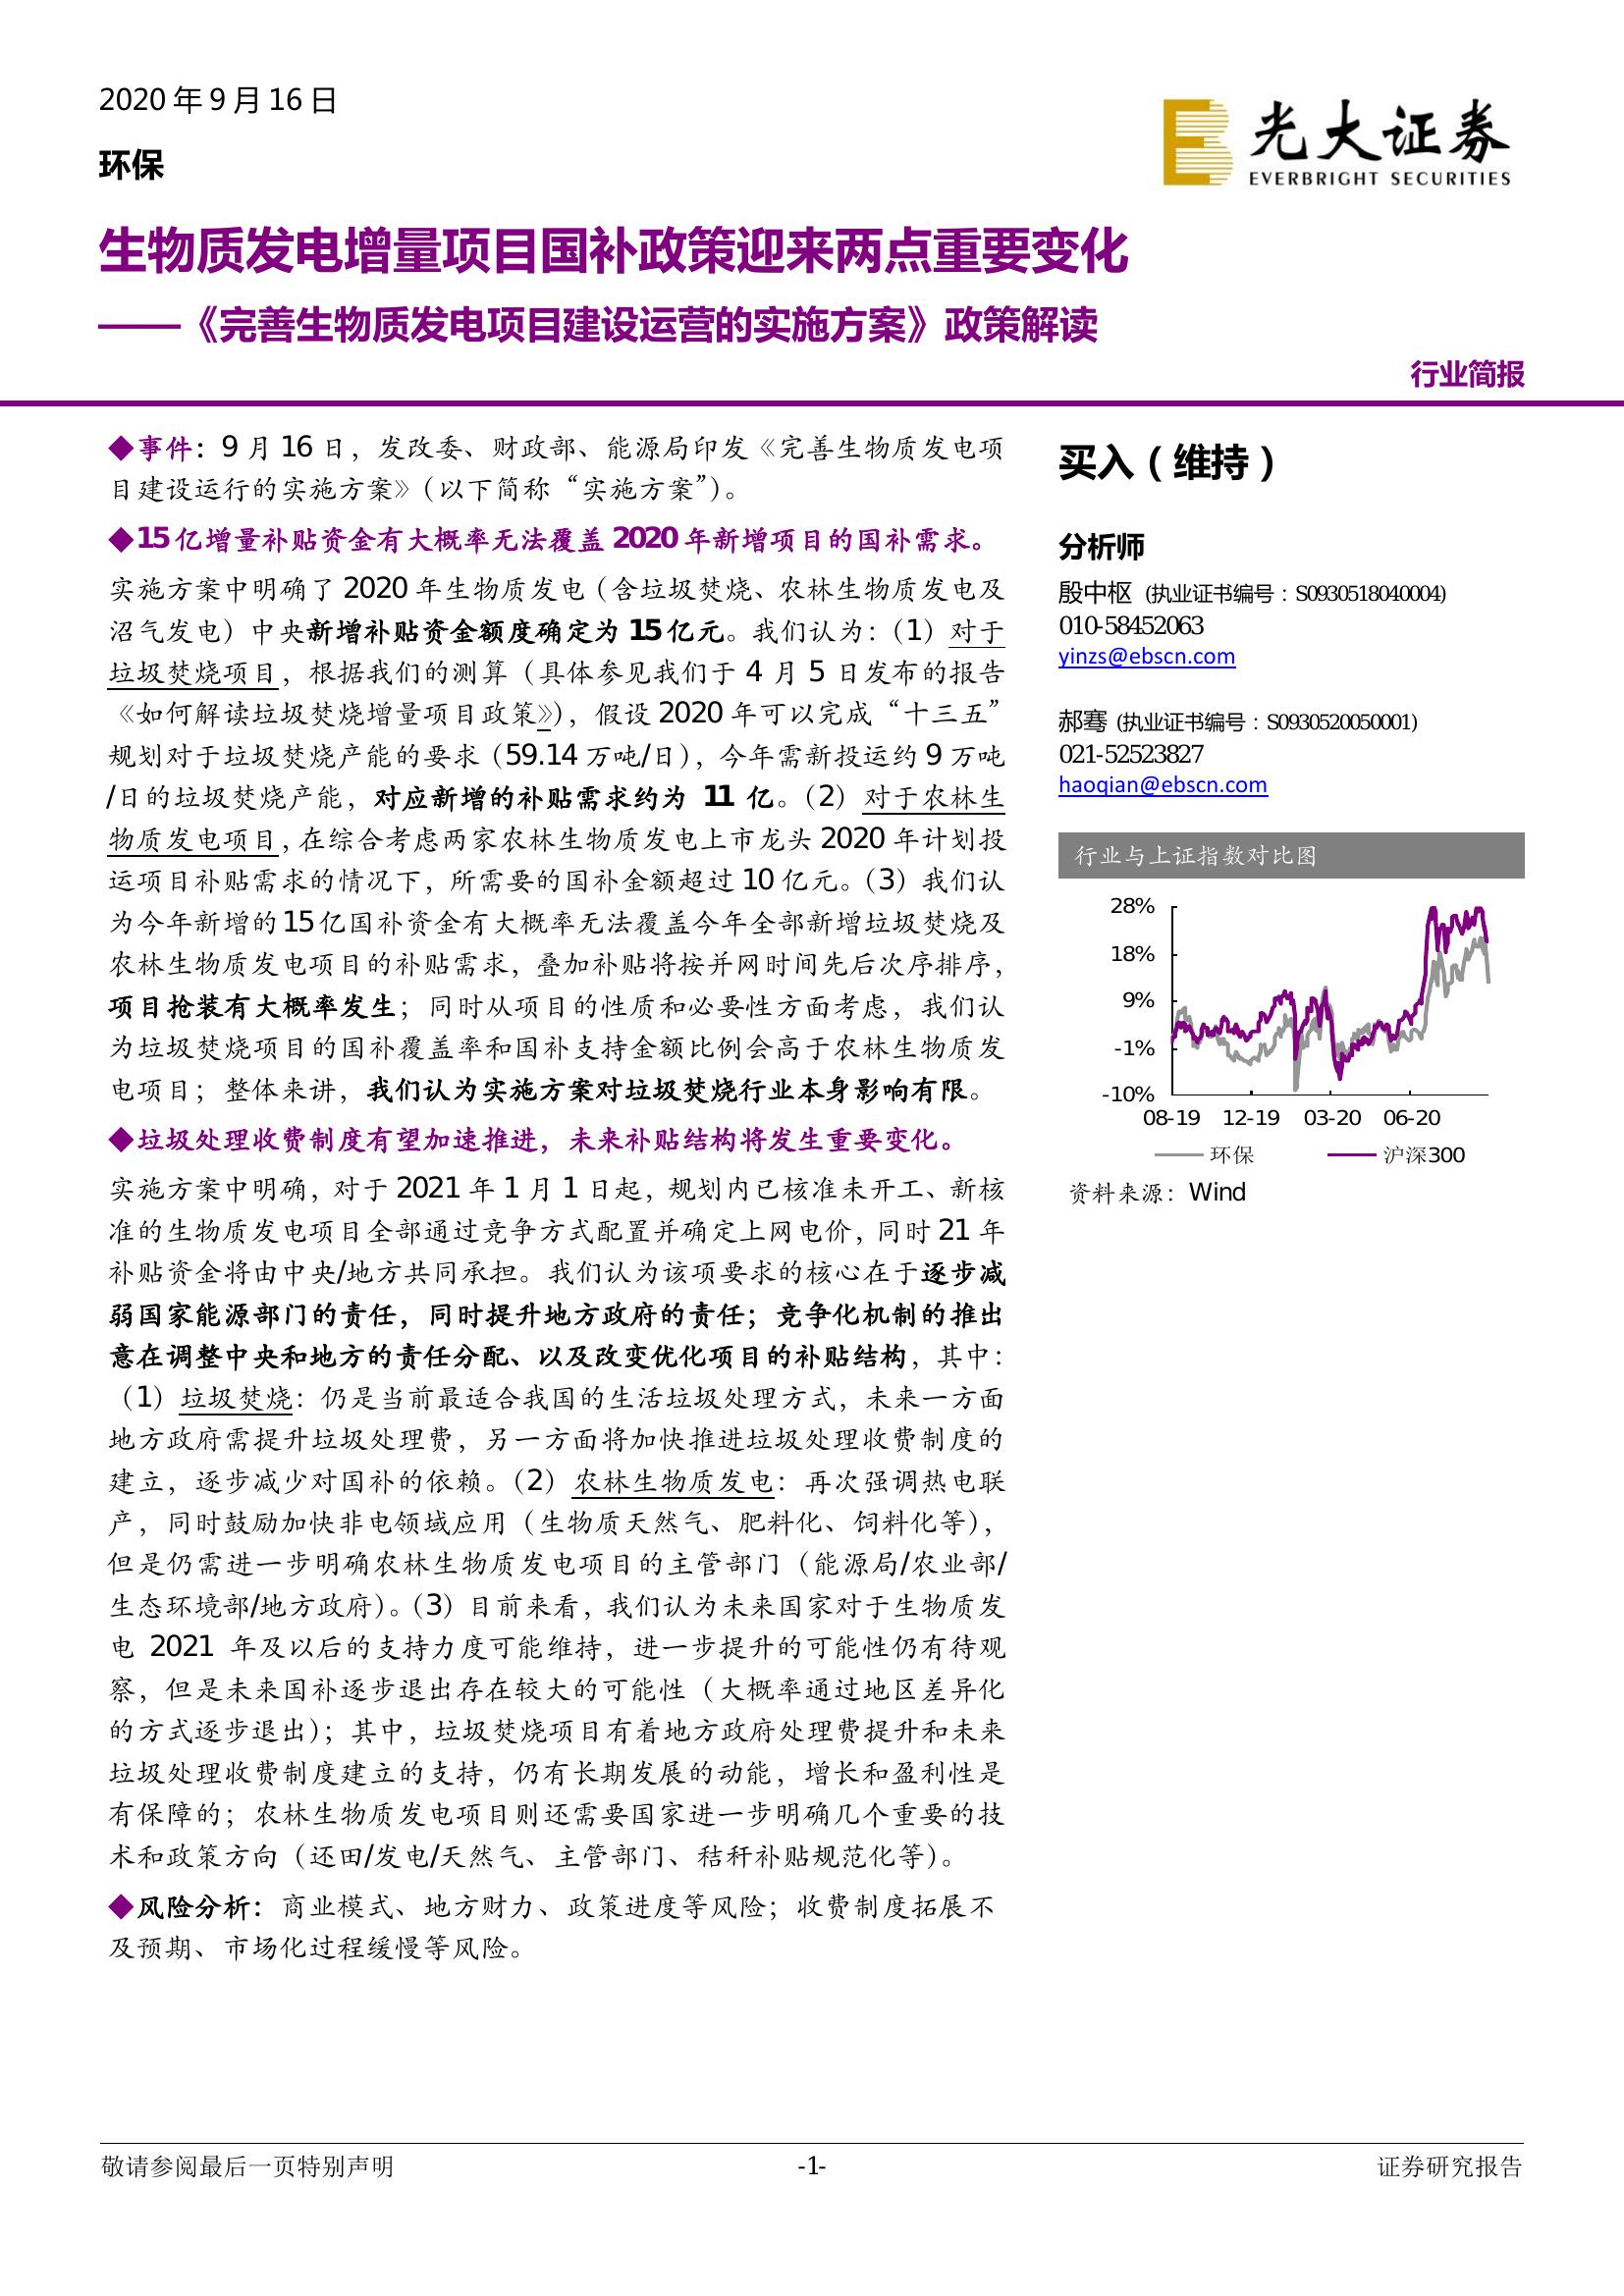 2020 年 9 月 16 日
环保
光大证券
EVERBRIGHT SECURITIES
生物质发电增量项目国补政策迎来两点重要变化
——《完善生物质发电项目建设运营的实施方案》政策解读
行业简报
◆事件：9 月 16 日，发改委、财政部、能源局印发《完善生物质发电项
目建设运行的实施方案》（以下简称“实施方案”）。
◆15 亿增量补贴资金有大概率无法覆盖 2020 年新增项目的国补需求。
实施方案中明确了 2020 年生物质发电（含垃圾焚烧、农林生物质发电及
沼气发电）中央新增补贴资金额度确定为 15 亿元。我们认为：（1）对于
垃圾焚烧项目，根据我们的测算（具体参见我们于 4 月 5 日发布的报告
《如何解读垃圾焚烧增量项目政策》），假设 2020 年可以完成“十三五”
规划对于垃圾焚烧产能的要求（59.14 万吨/日），今年需新投运约 9 万吨
/日的垃圾焚烧产能，对应新增的补贴需求约为 11 亿。（2）对于农林生
物质发电项目，在综合考虑两家农林生物质发电上市龙头 2020 年计划投
运项目补贴需求的情况下，所需要的国补金额超过 10 亿元。（3）我们认
为今年新增的 15 亿国补资金有大概率无法覆盖今年全部新增垃圾焚烧及
农林生物质发电项目的补贴需求，叠加补贴将按并网时间先后次序排序，
项目抢装有大概率发生；同时从项目的性质和必要性方面考虑，我们认
为垃圾焚烧项目的国补覆盖率和国补支持金额比例会高于农林生物质发
电项目；整体来讲，我们认为实施方案对垃圾焚烧行业本身影响有限。
◆垃圾处理收费制度有望加速推进，未来补贴结构将发生重要变化。
实施方案中明确，对于 2021 年 1 月 1 日起，规划内已核准未开工、新核
准的生物质发电项目全部通过竞争方式配置并确定上网电价，同时 21 年
补贴资金将由中央/地方共同承担。我们认为该项要求的核心在于逐步减
弱国家能源部门的责任，同时提升地方政府的责任；竞争化机制的推出
意在调整中央和地方的责任分配、以及改变优化项目的补贴结构，其中：
（1）垃圾焚烧：仍是当前最适合我国的生活垃圾处理方式，未来一方面
地方政府需提升垃圾处理费，另一方面将加快推进垃圾处理收费制度的
建立，逐步减少对国补的依赖。（2）农林生物质发电：再次强调热电联
产，同时鼓励加快非电领域应用（生物质天然气、肥料化、饲料化等），
但是仍需进一步明确农林生物质发电项目的主管部门（能源局/农业部/
生态环境部/地方政府）。（3）目前来看，我们认为未来国家对于生物质发
电 2021 年及以后的支持力度可能维持，进一步提升的可能性仍有待观
察，但是未来国补逐步退出存在较大的可能性（大概率通过地区差异化
的方式逐步退出）；其中，垃圾焚烧项目有着地方政府处理费提升和未来
垃圾处理收费制度建立的支持，仍有长期发展的动能，增长和盈利性是
有保障的；农林生物质发电项目则还需要国家进一步明确几个重要的技
术和政策方向（还田/发电/天然气、主管部门、秸秆补贴规范化等）。
◆风险分析：商业模式、地方财力、政策进度等风险；收费制度拓展不
及预期、市场化过程缓慢等风险。
买入（维持）
分析师
殷中枢 (执业证书编号：S0930518040004)
010-58452063
yinzs@ebscn.com
郝骞 (执业证书编号：S0930520050001)
021-52523827
haoqian@ebscn.com
行业与上证指数对比图
28%
18%
9%
-1%
-10%
08-19 12-19 03-20 06-20
环保 沪深300
资料来源：Wind
敬请参阅最后一页特别声明 -1- 证券研究报告